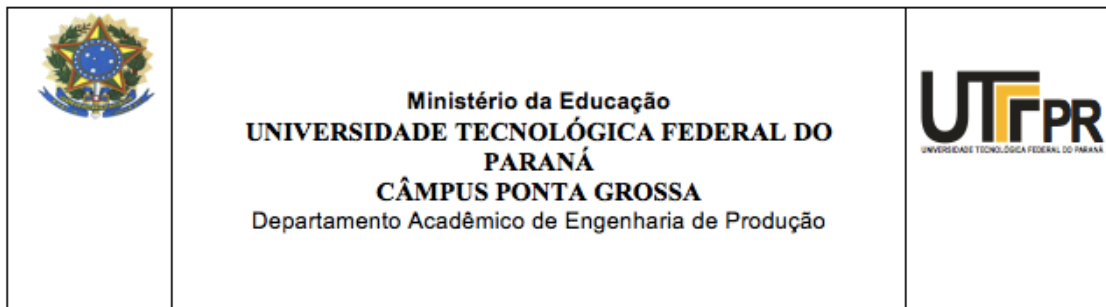 Ministério da Educação
UNIVERSIDADE TECNOLÓGICA FEDERAL DO
PARANÁ
CÂMPUS PONTA GROSSA
Departamento Acadêmico de Engenharia de Produção
UTFPR
UNIVERSIDADE TECNOLÓGICA FEDERAL DO PARANÁ